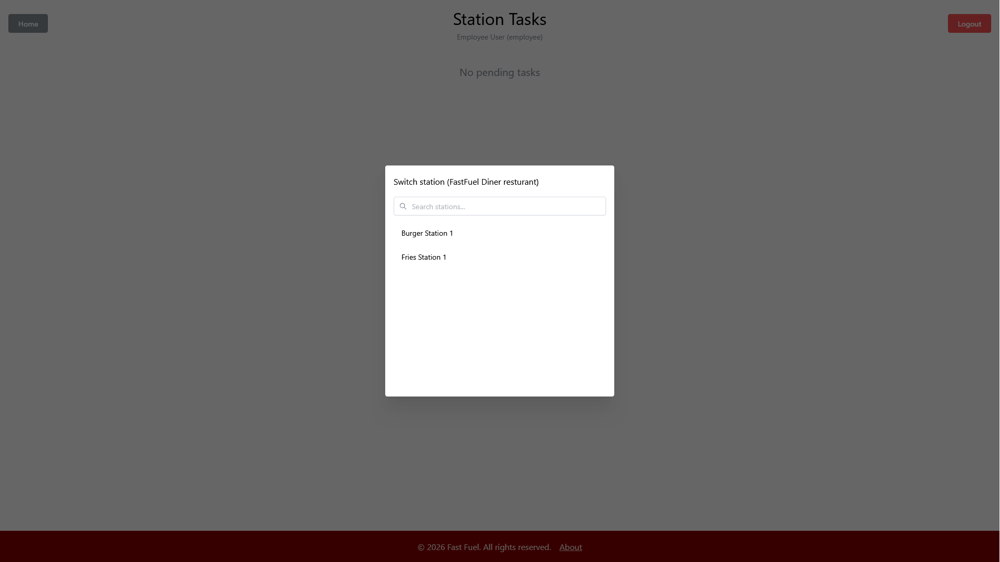 Home
Station Tasks
Employee User (employee)
Logout
No pending tasks
Switch station (FastFuel Diner resturant)
Search stations...
Burger Station 1
Fries Station 1
© 2026 Fast Fuel. All rights reserved. About